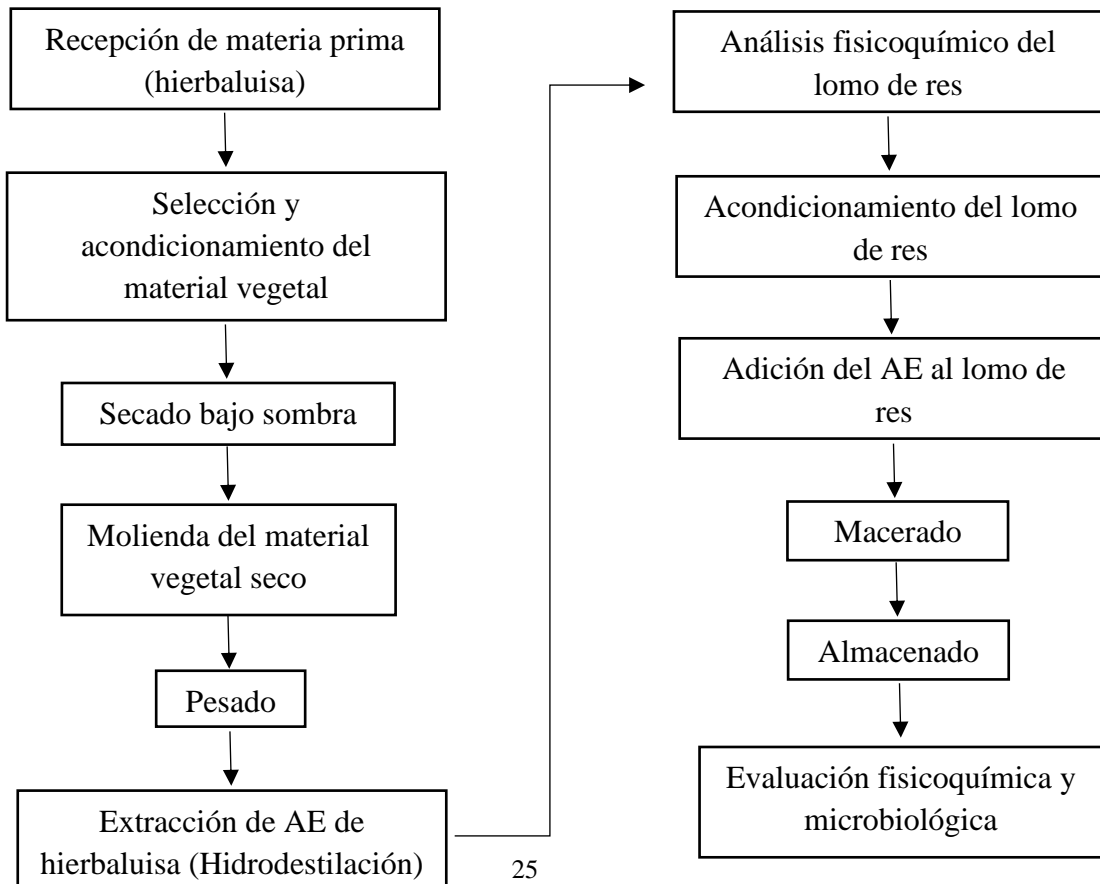 Recepción de materia prima
(hierbaluisa)
Selección y
acondicionamiento del
material vegetal
Secado bajo sombra
Molienda del material
vegetal seco
Pesado
Extracción de AE de
hierbaluisa (Hidrodestilación)
Análisis fisicoquímico del
lomo de res
Acondicionamiento del lomo
de res
Adición del AE al lomo de
res
Macerado
Almacenado
Evaluación fisicoquímica y
microbiológica
25